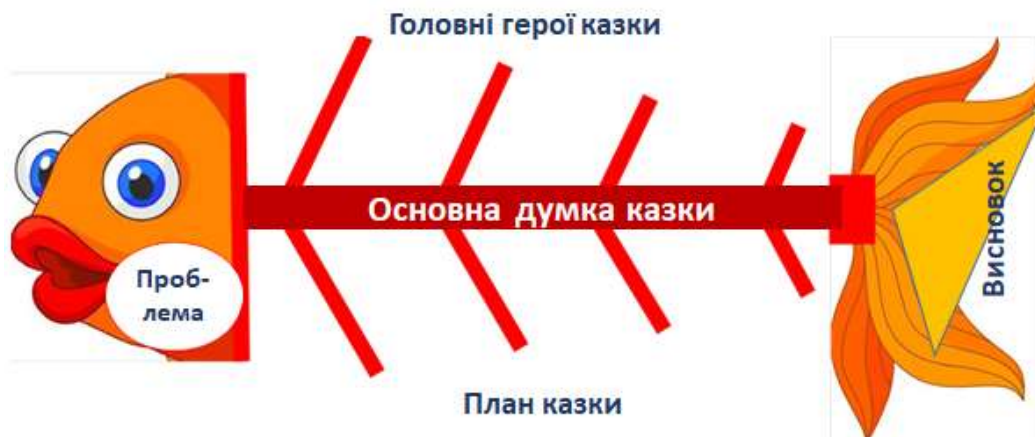 Головні герої казки
Основна думка казки
Проб-
лема
Висновок
План казки